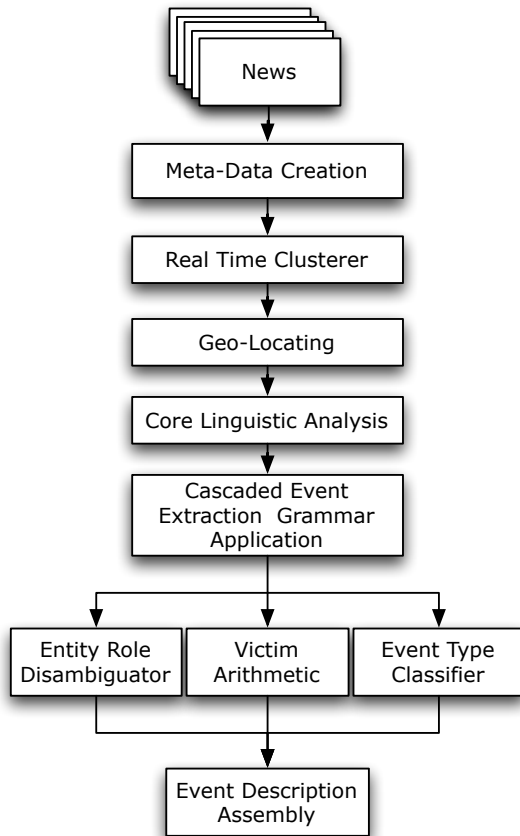 News
Meta-Data Creation
Real Time Clusterer
Geo-Locating
Core Linguistic Analysis
Cascaded Event
Extraction Grammar
Application
Entity Role
Disambiguator
Victim
Arithmetic
Event Type
Classifier
Event Description
Assembly